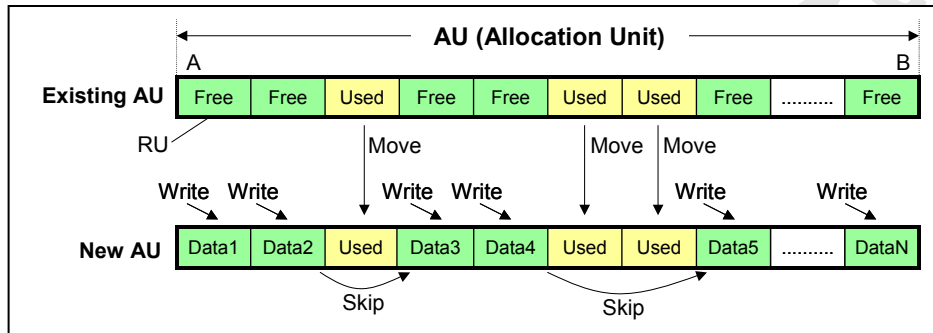 AU (Allocation Unit)
A B
Existing AU Free Free Used Free Free Used Used Free .......... Free
RU Move Move Move
Write Write Write Write Write Write
New AU Data1 Data2 Used Data3 Data4 Used Used Data5 .......... DataN
Skip Skip